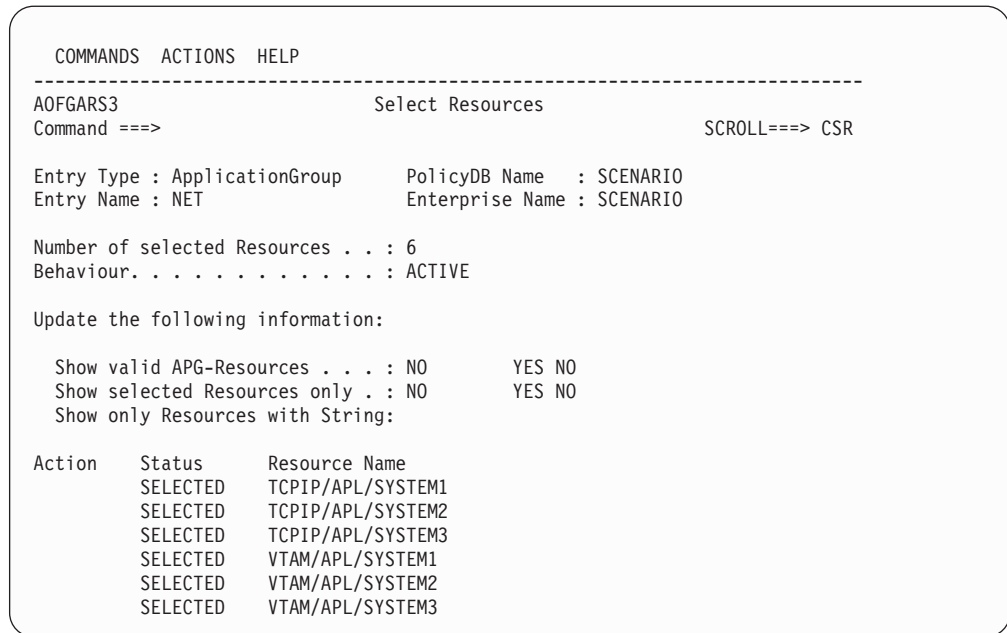 COMMANDS ACTIONS HELP
-------------------------------------------------------------------------------
AOFGARS3 Select Resources
Command ===> SCROLL===> CSR
Entry Type : ApplicationGroup PolicyDB Name : SCENARIO
Entry Name : NET Enterprise Name : SCENARIO
Number of selected Resources . . : 6
Behaviour. . . . . . . . . . . . : ACTIVE
Update the following information:
Show valid APG-Resources . . . : NO YES NO
Show selected Resources only . : NO YES NO
Show only Resources with String:
Action Status Resource Name
SELECTED TCPIP/APL/SYSTEM1
SELECTED TCPIP/APL/SYSTEM2
SELECTED TCPIP/APL/SYSTEM3
SELECTED VTAM/APL/SYSTEM1
SELECTED VTAM/APL/SYSTEM2
SELECTED VTAM/APL/SYSTEM3